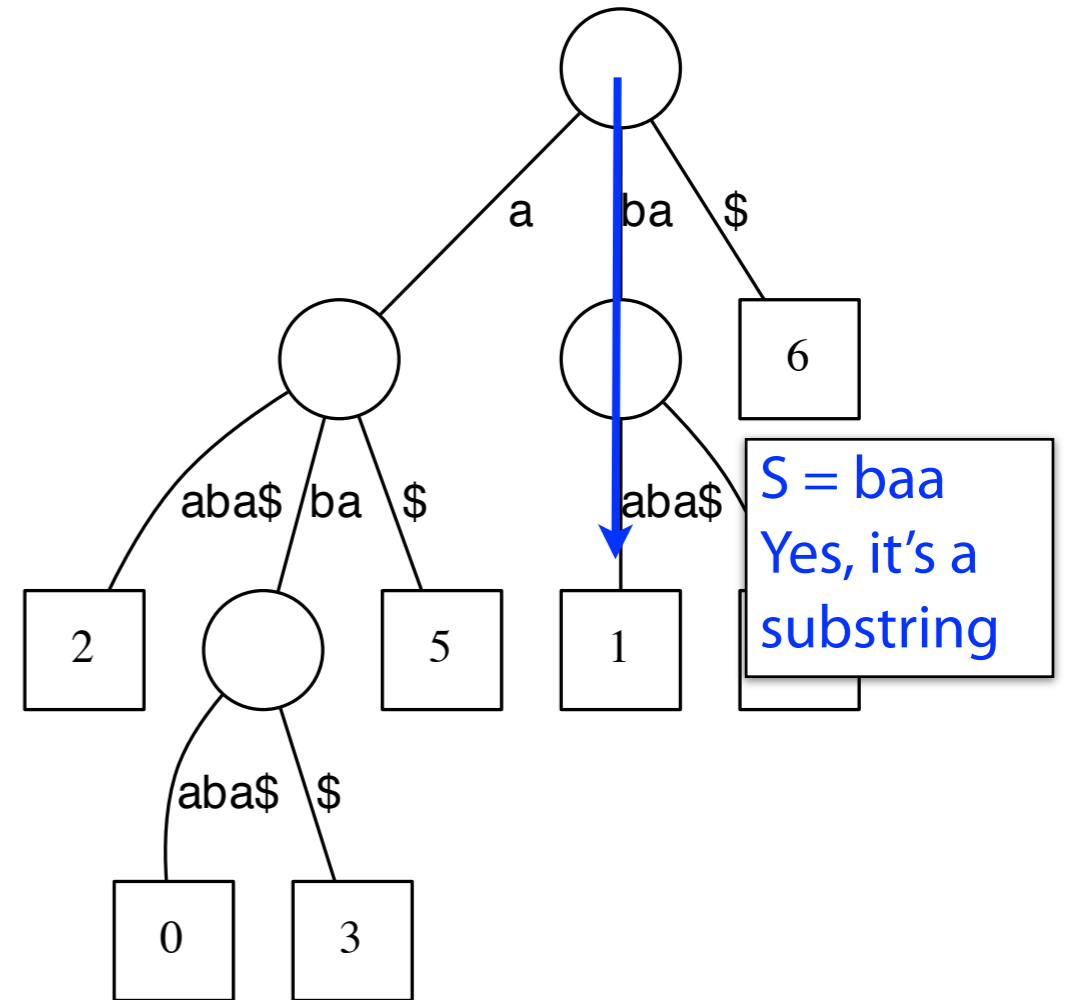 a
ba
$
6
aba$
ba
$
aba$
S = baa
Yes, it's a
substring
2
5
1
aba$
$
0
3